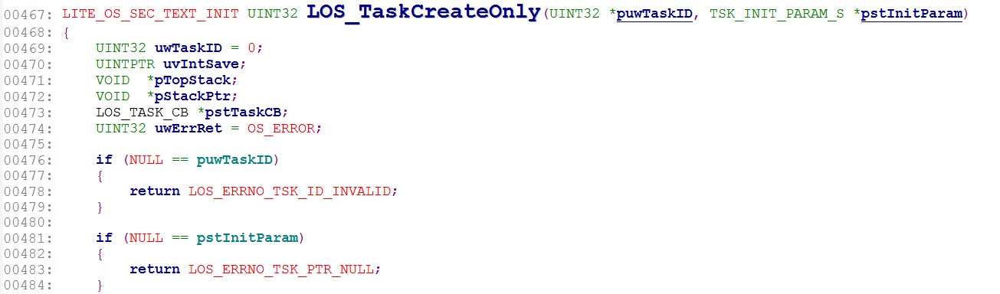 00467: LITE_OS_SEC_TEXT_INIT UINT32 LOS_TaskCreateOnly(UINT32 *puwTaskID, TSK_INIT_PARAM_S *pstInitParam)
00468: {
00469:     UINT32 uwTaskID = 0;
00470:     UINTPTR uvIntSave;
00471:     VOID  *pTopStack;
00472:     VOID  *pStackPtr;
00473:     LOS_TASK_CB *pstTaskCB;
00474:     UINT32 uwErrRet = OS_ERROR;
00475:
00476:     if (NULL == puwTaskID)
00477:     {
00478:         return LOS_ERRNO_TSK_ID_INVALID;
00479:     }
00480:
00481:     if (NULL == pstInitParam)
00482:     {
00483:         return LOS_ERRNO_TSK_PTR_NULL;
00484:     }